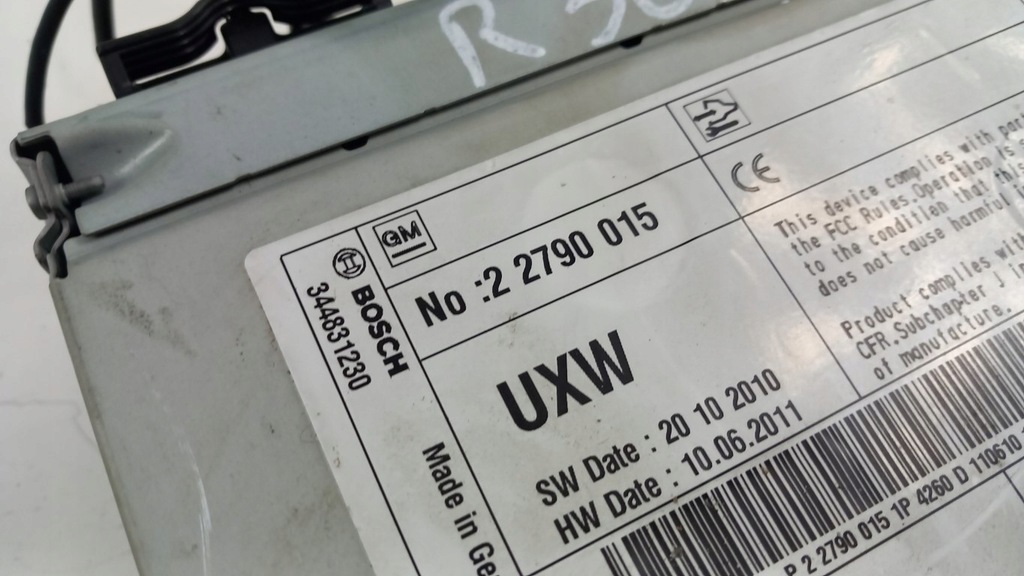 R
GM
No :2 2790 015
BOSCH
344831230
UXW
SW Date : 20 10 2010
HW Date : 10.06.2011
Made in
CE
This device complies with
the FCC Rules. Operation is
to the condition that this
does not cause harmful
Product complies with
CFR, Subchapter J
of manufacture.
P 2 2790 015 1P 4260 D 110610